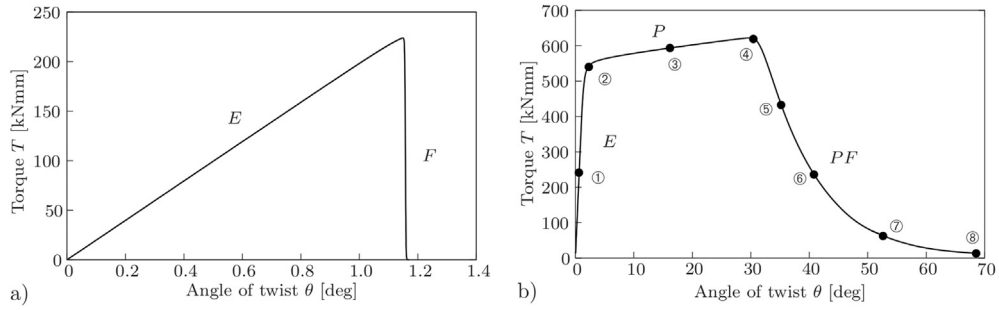 250
200
150
100
50
0
Torque T [kNmm]
E
F
0 0.2 0.4 0.6 0.8 1.0 1.2 1.4
Angle of twist θ [deg]
a)
700
600
500
400
300
200
100
0
Torque T [kNmm]
P
④
③
②
⑤
E
PF
①
⑥
⑦
⑧
0 10 20 30 40 50 60 70
Angle of twist θ [deg]
b)